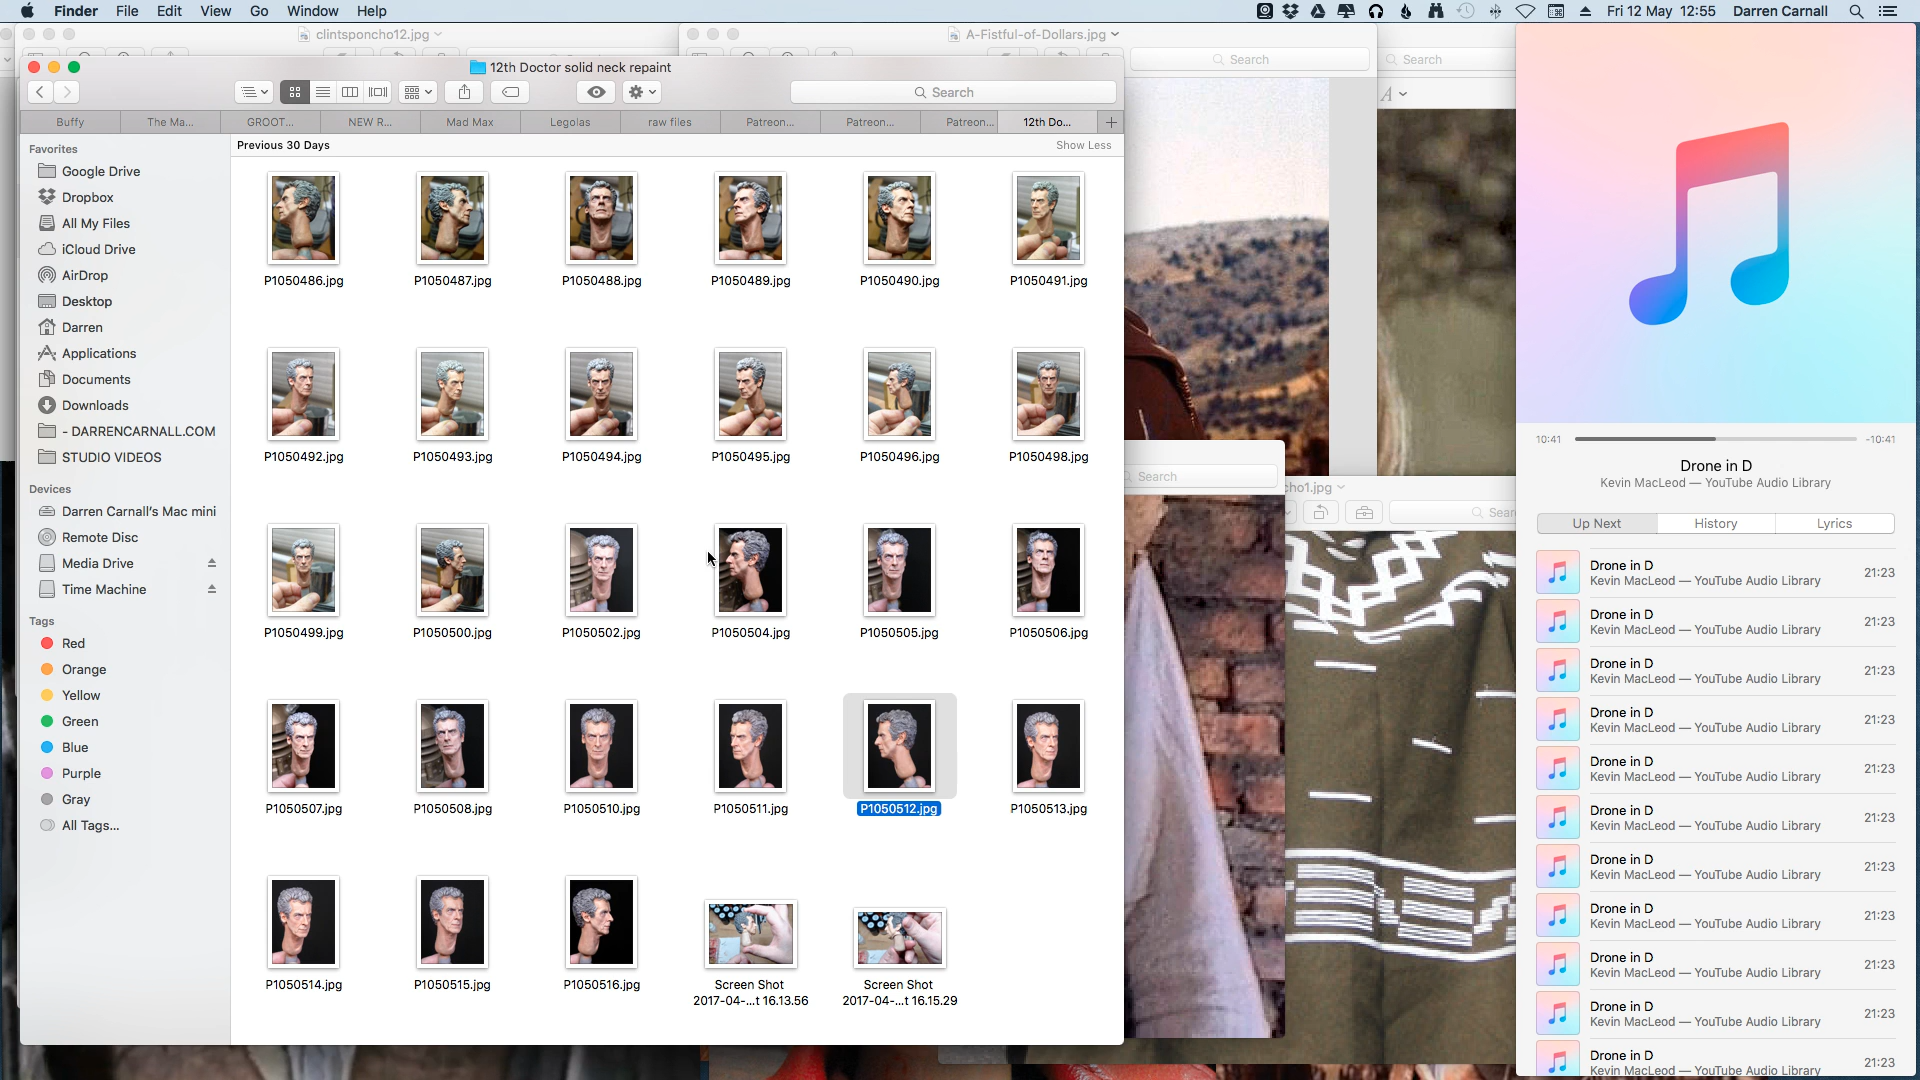 Finder File Edit View Go Window Help
Fri 12 May 12:55 Darren Carnall
clintsponcho12.jpg
A-Fistful-of-Dollars.jpg
Search
Search
12th Doctor solid neck repaint
Search
Buffy The Ma... GROOT... NEW R... Mad Max Legolas raw files Patreon... Patreon... Patreon... 12th Do...
Favorites
Google Drive
Dropbox
All My Files
iCloud Drive
AirDrop
Desktop
Darren
Applications
Documents
Downloads
- DARRENCARNALL.COM
STUDIO VIDEOS
Devices
Darren Carnall's Mac mini
Remote Disc
Media Drive
Time Machine
Tags
Red
Orange
Yellow
Green
Blue
Purple
Gray
All Tags...
Previous 30 Days Show Less
P1050486.jpg P1050487.jpg P1050488.jpg P1050489.jpg P1050490.jpg P1050491.jpg
P1050492.jpg P1050493.jpg P1050494.jpg P1050495.jpg P1050496.jpg P1050498.jpg
P1050499.jpg P1050500.jpg P1050502.jpg P1050504.jpg P1050505.jpg P1050506.jpg
P1050507.jpg P1050508.jpg P1050510.jpg P1050511.jpg P1050512.jpg P1050513.jpg
P1050514.jpg P1050515.jpg P1050516.jpg Screen Shot Screen Shot
2017-04-...t 16.13.56 2017-04-...t 16.15.29
Search
cho1.jpg
Sear
10:41 -10:41
Drone in D
Kevin MacLeod — YouTube Audio Library
Up Next History Lyrics
Drone in D
Kevin MacLeod — YouTube Audio Library 21:23
Drone in D
Kevin MacLeod — YouTube Audio Library 21:23
Drone in D
Kevin MacLeod — YouTube Audio Library 21:23
Drone in D
Kevin MacLeod — YouTube Audio Library 21:23
Drone in D
Kevin MacLeod — YouTube Audio Library 21:23
Drone in D
Kevin MacLeod — YouTube Audio Library 21:23
Drone in D
Kevin MacLeod — YouTube Audio Library 21:23
Drone in D
Kevin MacLeod — YouTube Audio Library 21:23
Drone in D
Kevin MacLeod — YouTube Audio Library 21:23
Drone in D
Kevin MacLeod — YouTube Audio Library 21:23
Drone in D
Kevin MacLeod — YouTube Audio Library 21:23